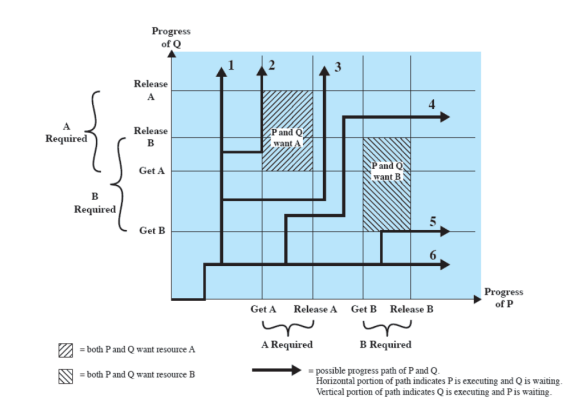 Progress
of Q
1
2
3
Release
A
4
A
Required
Release
B
P and Q
want A
P and Q
want B
Get A
B
Required
Get B
5
6
Progress
of P
Get A
Release A
Get B
Release B
A Required
B Required
= both P and Q want resource A
= both P and Q want resource B
= possible progress path of P and Q.
Horizontal portion of path indicates P is executing and Q is waiting.
Vertical portion of path indicates Q is executing and P is waiting.